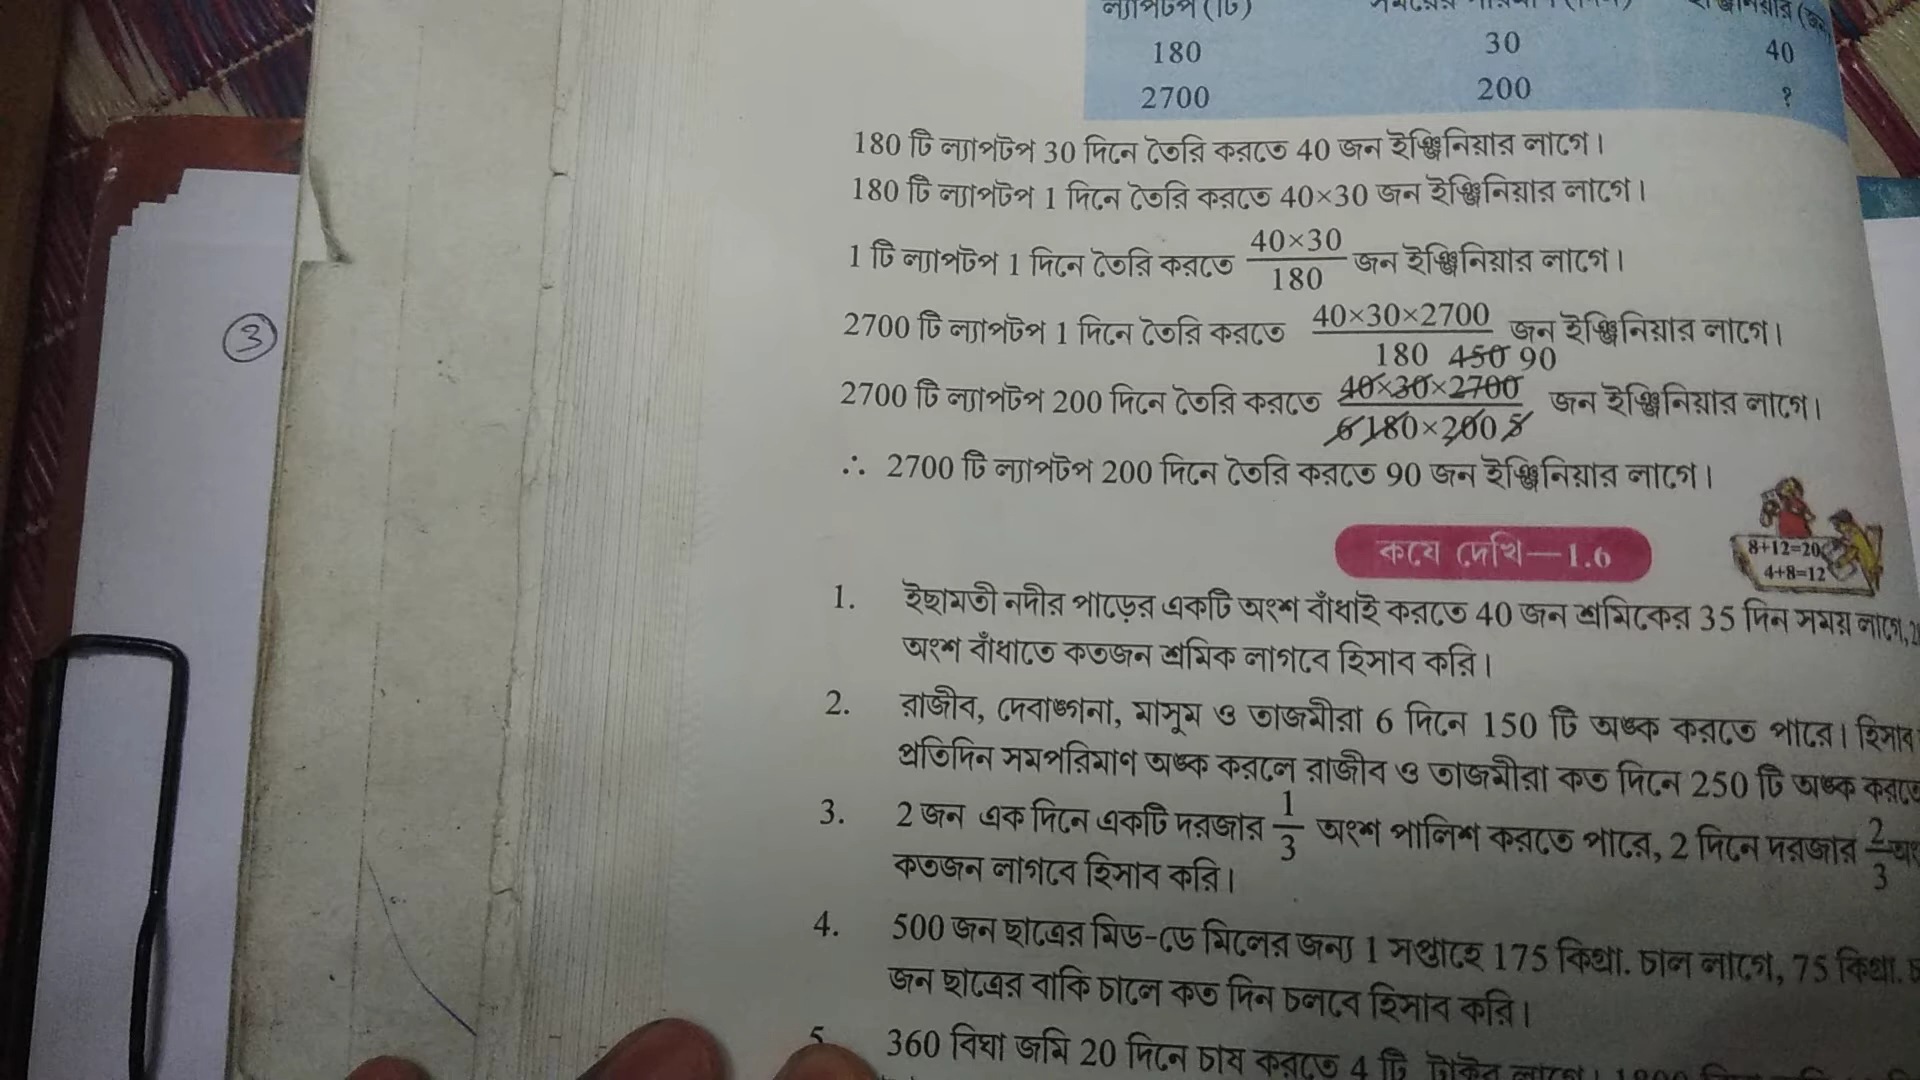 ল্যাপটপ (টি)
180 30 40
2700 200 ?
180 টি ল্যাপটপ 30 দিনে তৈরি করতে 40 জন ইঞ্জিনিয়ার লাগে।
180 টি ল্যাপটপ 1 দিনে তৈরি করতে 40×30 জন ইঞ্জিনিয়ার লাগে।
1 টি ল্যাপটপ 1 দিনে তৈরি করতে 40×30/180 জন ইঞ্জিনিয়ার লাগে।
2700 টি ল্যাপটপ 1 দিনে তৈরি করতে 40×30×2700/180 জন ইঞ্জিনিয়ার লাগে।
450 90
2700 টি ল্যাপটপ 200 দিনে তৈরি করতে 40×30×2700/6 180×200 5 জন ইঞ্জিনিয়ার লাগে।
∴ 2700 টি ল্যাপটপ 200 দিনে তৈরি করতে 90 জন ইঞ্জিনিয়ার লাগে।
কষে দেখি—1.6
8+12=20
4+8=12
1. ইছামতী নদীর পাড়ের একটি অংশ বাঁধাই করতে 40 জন শ্রমিকের 35 দিন সময় লাগে,
অংশ বাঁধাতে কতজন শ্রমিক লাগবে হিসাব করি।
2. রাজীব, দেবাঙ্গনা, মাসুম ও তাজমীরা 6 দিনে 150 টি অঙ্ক করতে পারে। হিসাব
প্রতিদিন সমপরিমাণ অঙ্ক করলে রাজীব ও তাজমীরা কত দিনে 250 টি অঙ্ক করতে
3. 2 জন এক দিনে একটি দরজার 1/3 অংশ পালিশ করতে পারে, 2 দিনে দরজার 2/3
কতজন লাগবে হিসাব করি।
4. 500 জন ছাত্রের মিড-ডে মিলের জন্য 1 সপ্তাহে 175 কিগ্রা. চাল লাগে, 75 কিগ্রা.
জন ছাত্রের বাকি চালে কত দিন চলবে হিসাব করি।
5. 360 বিঘা জমি 20 দিনে চাষ করতে 4 টি
3